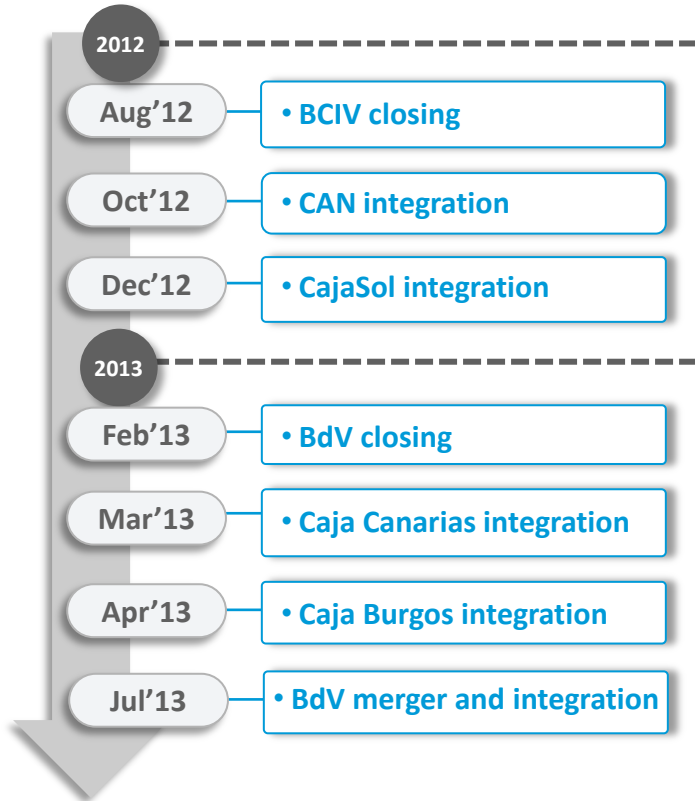 2012
Aug’12
• BCIV closing
Oct’12
• CAN integration
Dec’12
• CajaSol integration
2013
Feb’13
• BdV closing
Mar’13
• Caja Canarias integration
Apr’13
• Caja Burgos integration
Jul’13
• BdV merger and integration